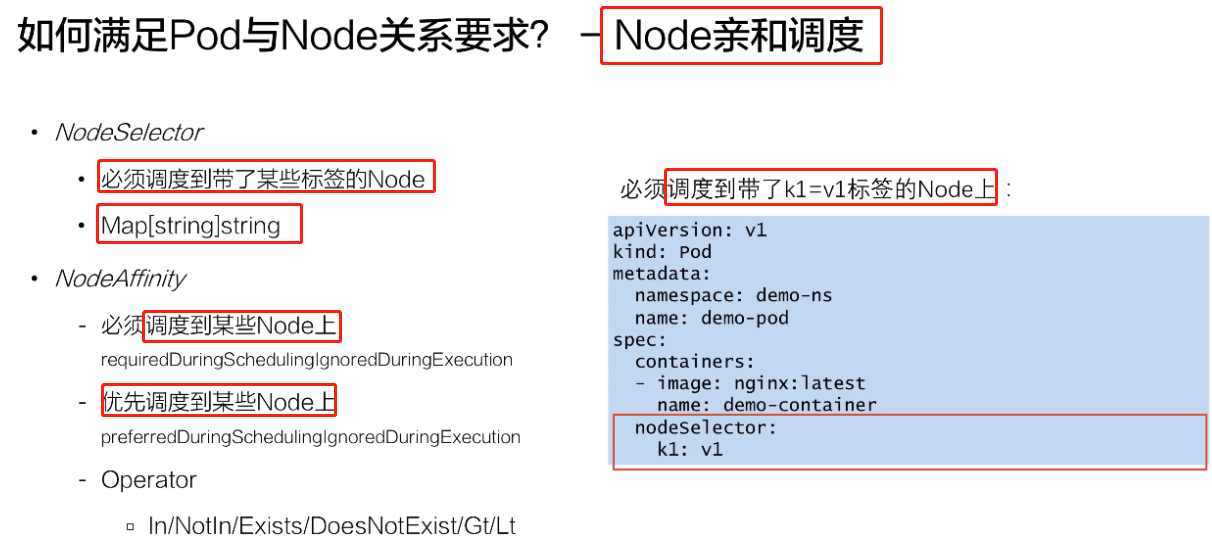 如何满足Pod与Node关系要求？ –Node亲和调度
• NodeSelector
• 必须调度到带了某些标签的Node
• Map[string]string
• NodeAffinity
- 必须调度到某些Node上
requiredDuringSchedulingIgnoredDuringExecution
- 优先调度到某些Node上
preferredDuringSchedulingIgnoredDuringExecution
- Operator
▫ In/NotIn/Exists/DoesNotExist/Gt/Lt
必须调度到带了k1=v1标签的Node上：
apiVersion: v1
kind: Pod
metadata:
  namespace: demo-ns
  name: demo-pod
spec:
  containers:
  - image: nginx:latest
    name: demo-container
  nodeSelector:
    k1: v1